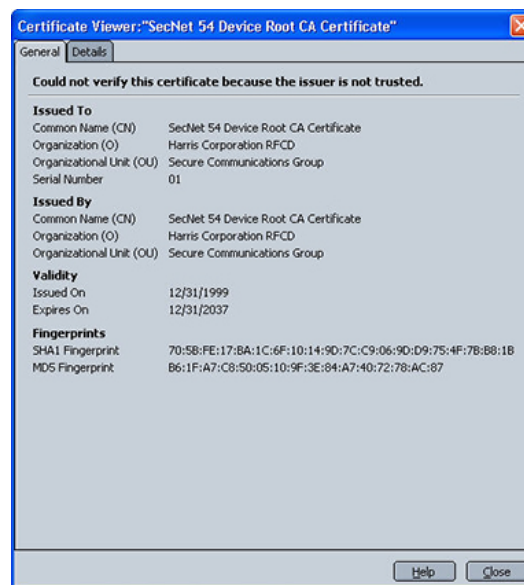 Certificate Viewer:"SecNet 54 Device Root CA Certificate"
General Details
Could not verify this certificate because the issuer is not trusted.
Issued To
Common Name (CN) SecNet 54 Device Root CA Certificate
Organization (O) Harris Corporation RFCD
Organizational Unit (OU) Secure Communications Group
Serial Number 01
Issued By
Common Name (CN) SecNet 54 Device Root CA Certificate
Organization (O) Harris Corporation RFCD
Organizational Unit (OU) Secure Communications Group
Validity
Issued On 12/31/1999
Expires On 12/31/2037
Fingerprints
SHA1 Fingerprint 70:5B:FE:17:BA:1C:6F:10:14:9D:7C:C9:06:9D:D9:75:4F:7B:B8:1B
MD5 Fingerprint B6:1F:A7:C8:50:05:10:9F:3E:84:A7:40:72:78:AC:87
Help Close